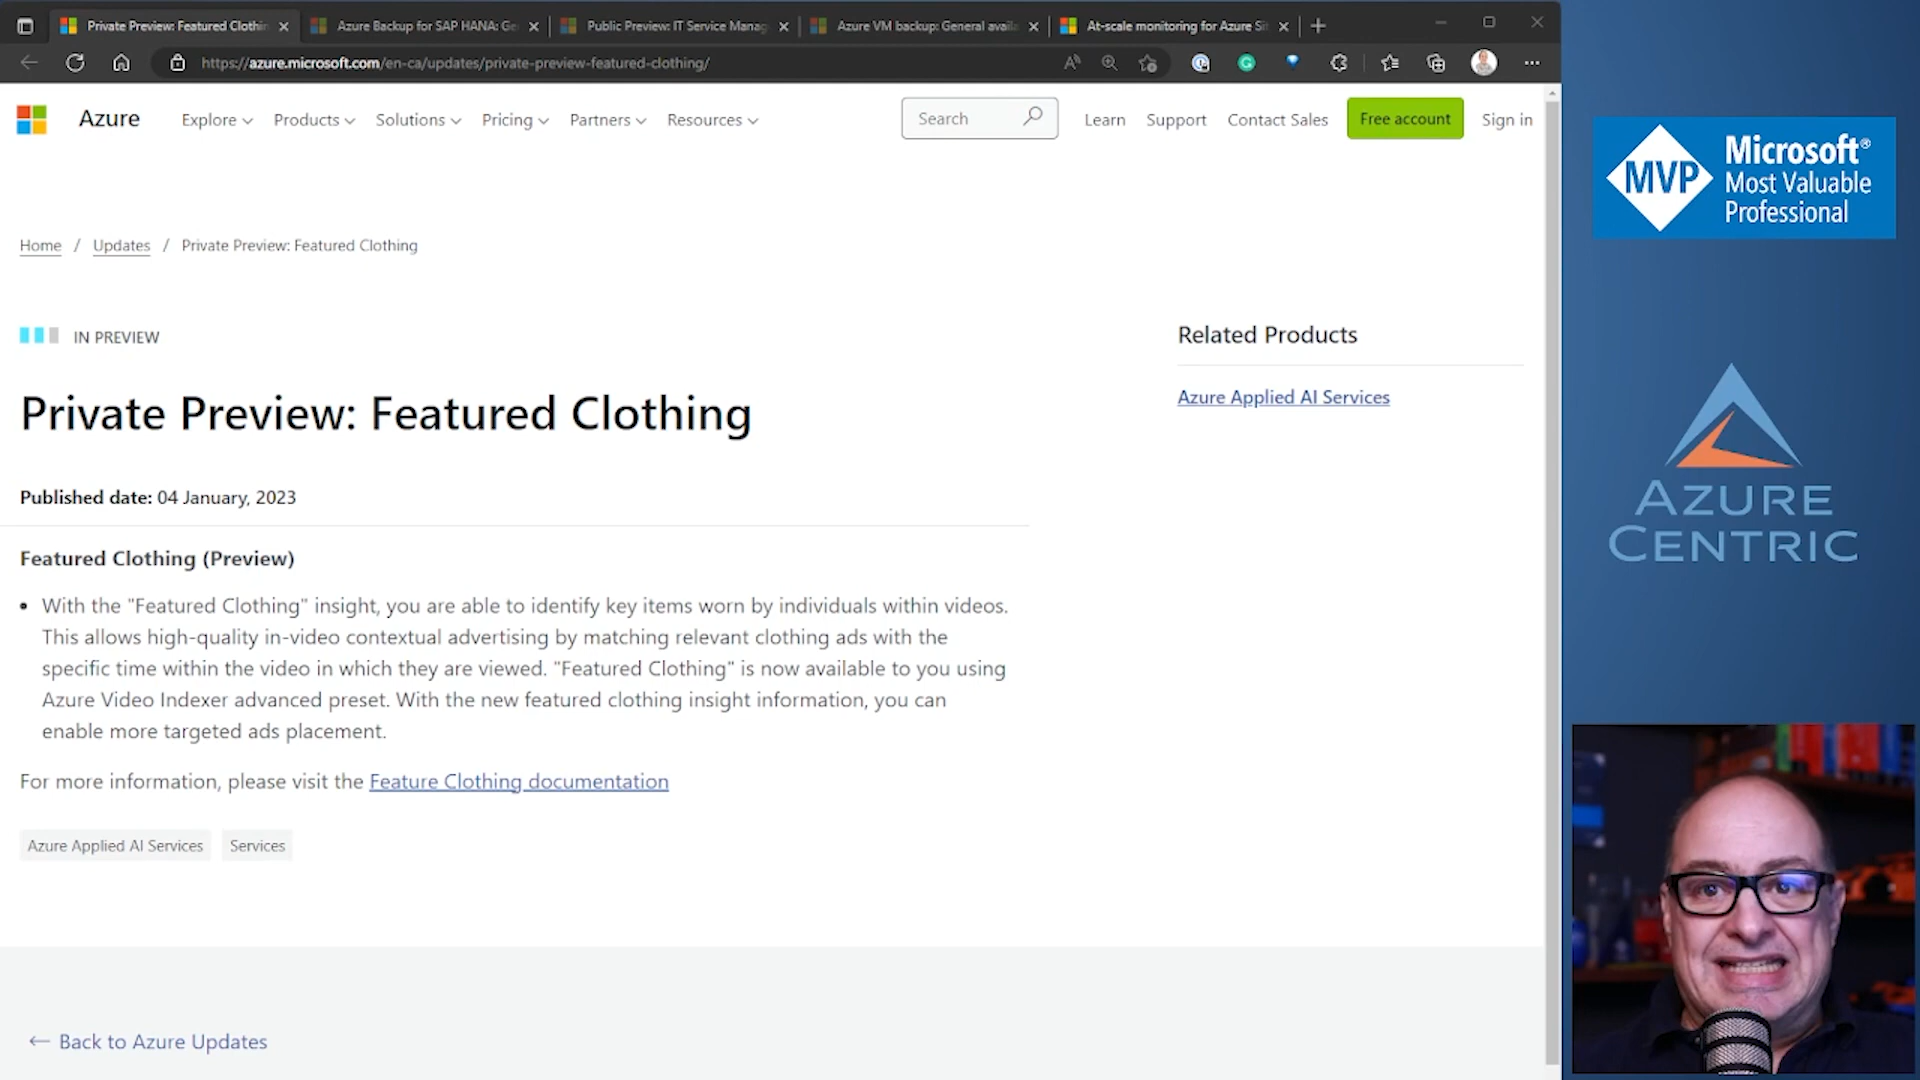 Private Preview: Featured Clothin
Azure Backup for SAP HANA: Ge
Public Preview: IT Service Manag
Azure VM backup: General availa
At-scale monitoring for Azure Sit
https://azure.microsoft.com/en-ca/updates/private-preview-featured-clothing/
Azure
Explore
Products
Solutions
Pricing
Partners
Resources
Search
Learn
Support
Contact Sales
Free account
Sign in
Home / Updates / Private Preview: Featured Clothing
IN PREVIEW
Private Preview: Featured Clothing
Published date: 04 January, 2023
Featured Clothing (Preview)
• With the "Featured Clothing" insight, you are able to identify key items worn by individuals within videos.
This allows high-quality in-video contextual advertising by matching relevant clothing ads with the
specific time within the video in which they are viewed. "Featured Clothing" is now available to you using
Azure Video Indexer advanced preset. With the new featured clothing insight information, you can
enable more targeted ads placement.
For more information, please visit the Feature Clothing documentation
Azure Applied AI Services
Services
← Back to Azure Updates
Related Products
Azure Applied AI Services
MVP
Microsoft®
Most Valuable
Professional
AZURE
CENTRIC